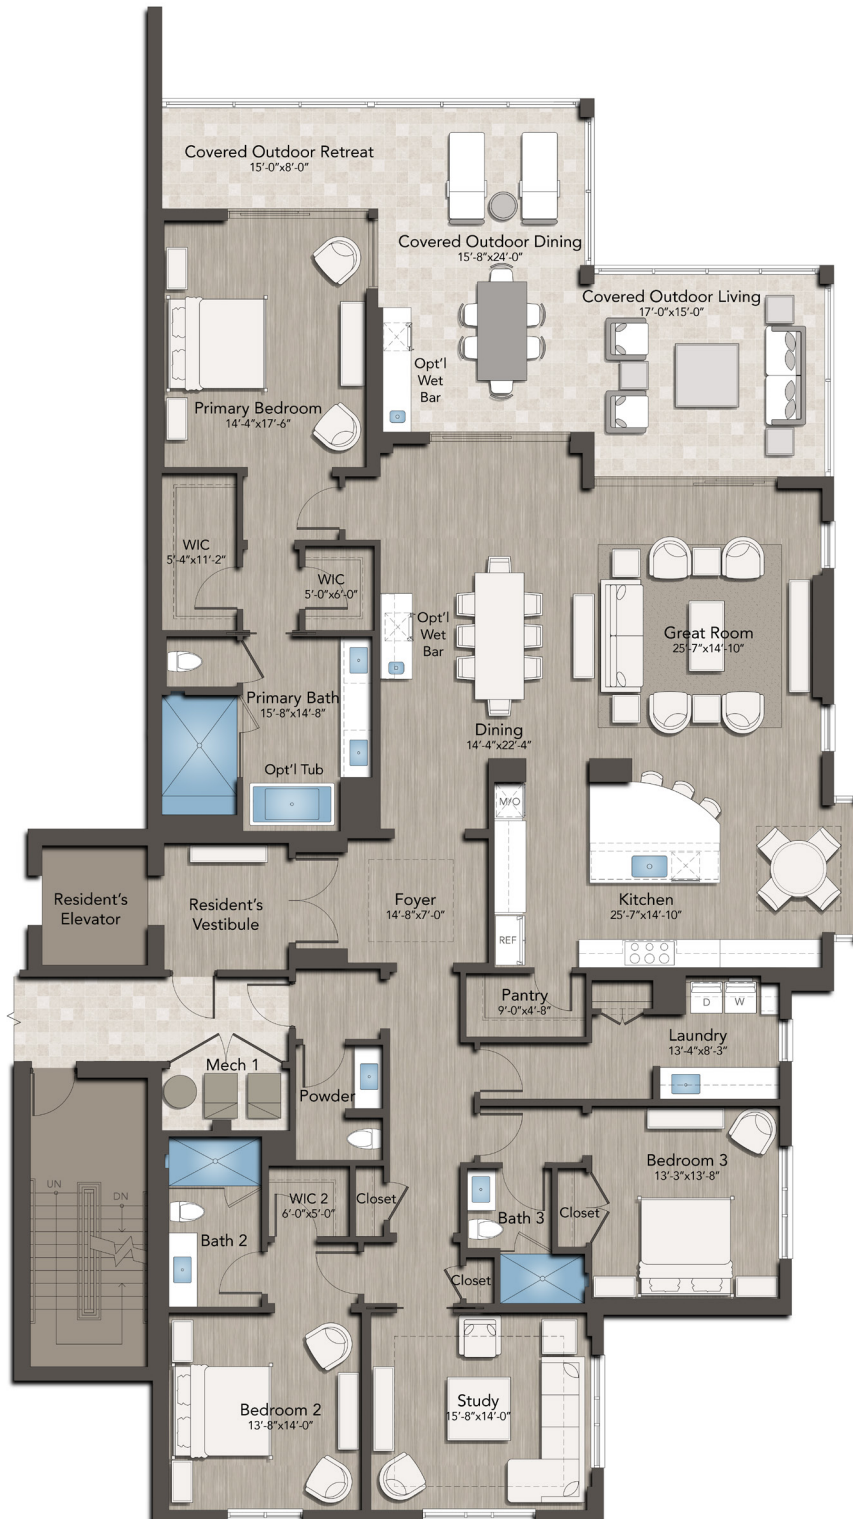 Covered Outdoor Retreat
15'-0"x8'-0"
Covered Outdoor Dining
15'-8"x24'-0"
Covered Outdoor Living
17'-0"x15'-0"
Opt'l
Wet
Bar
Primary Bedroom
14'-4"x17'-6"
WIC
5'-4"x11'-2"
WIC
5'-0"x6'-0"
Opt'l
Wet
Bar
Great Room
25'-7"x14'-10"
Primary Bath
15'-8"x14'-8"
Dining
14'-4"x22'-4"
Opt'l Tub
M/O
Resident's
Elevator
Resident's
Vestibule
Foyer
14'-8"x7'-0"
Kitchen
25'-7"x14'-10"
REF
Pantry
9'-0"x4'-8"
D
W
Laundry
13'-4"x8'-3"
Mech 1
Powder
Bedroom 3
13'-3"x13'-8"
UN
DN
WIC 2
6'-0"x5'-0"
Closet
Closet
Bath 3
Bath 2
Closet
Study
15'-8"x14'-0"
Bedroom 2
13'-8"x14'-0"